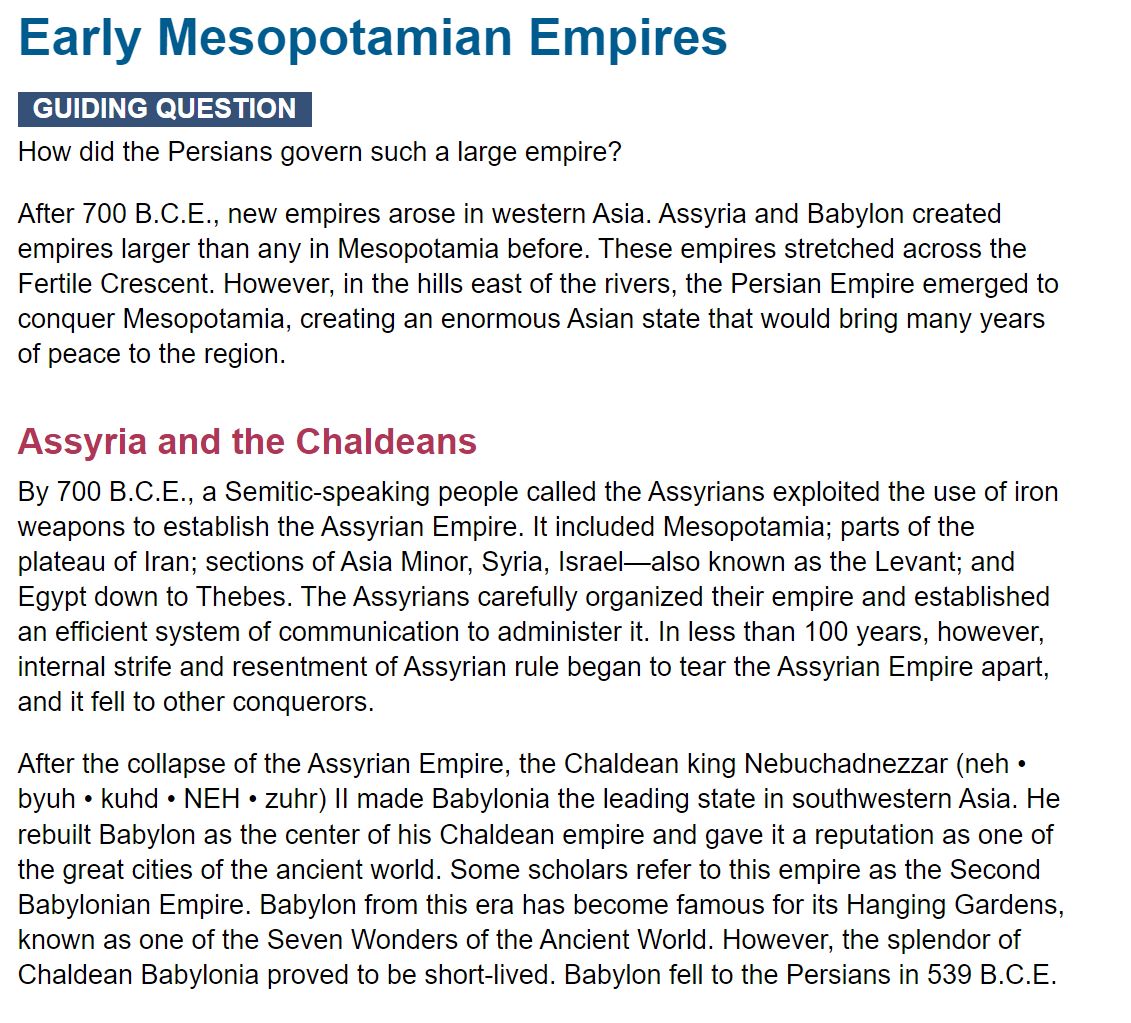 Early Mesopotamian Empires
GUIDING QUESTION
How did the Persians govern such a large empire?
After 700 B.C.E., new empires arose in western Asia. Assyria and Babylon created
empires larger than any in Mesopotamia before. These empires stretched across the
Fertile Crescent. However, in the hills east of the rivers, the Persian Empire emerged to
conquer Mesopotamia, creating an enormous Asian state that would bring many years
of peace to the region.
Assyria and the Chaldeans
By 700 B.C.E., a Semitic-speaking people called the Assyrians exploited the use of iron
weapons to establish the Assyrian Empire. It included Mesopotamia; parts of the
plateau of Iran; sections of Asia Minor, Syria, Israel—also known as the Levant; and
Egypt down to Thebes. The Assyrians carefully organized their empire and established
an efficient system of communication to administer it. In less than 100 years, however,
internal strife and resentment of Assyrian rule began to tear the Assyrian Empire apart,
and it fell to other conquerors.
After the collapse of the Assyrian Empire, the Chaldean king Nebuchadnezzar (neh •
byuh • kuhd • NEH • zuhr) II made Babylonia the leading state in southwestern Asia. He
rebuilt Babylon as the center of his Chaldean empire and gave it a reputation as one of
the great cities of the ancient world. Some scholars refer to this empire as the Second
Babylonian Empire. Babylon from this era has become famous for its Hanging Gardens,
known as one of the Seven Wonders of the Ancient World. However, the splendor of
Chaldean Babylonia proved to be short-lived. Babylon fell to the Persians in 539 B.C.E.